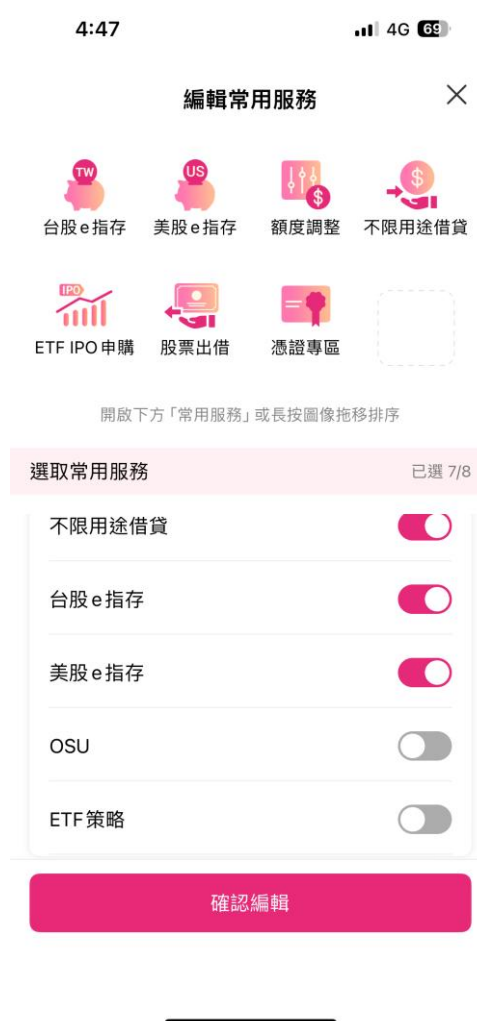 4:47 4G 69
編輯常用服務
TW US
台股e指存 美股e指存 額度調整 不限用途借貸
IPO
ETF IPO申購 股票出借 憑證專區
開啟下方「常用服務」或長按圖像拖移排序
選取常用服務 已選 7/8
不限用途借貸
台股e指存
美股e指存
OSU
ETF策略
確認編輯